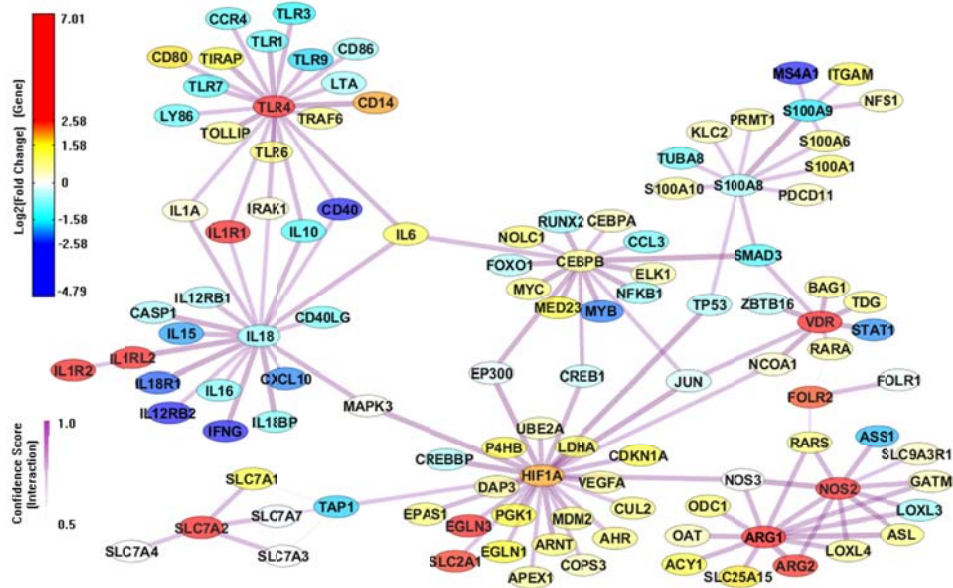 7.01
2.58
1.58
0
-1.58
-2.58
-4.79
Log2[Fold Change] [Gene]
1.0
0.5
Confidence Score
[Interaction]
CCR4
TLR3
TLR1
CD86
CD80
TIRAP
TLR9
TLR7
LTA
LY86
TLR4
CD14
TRAF6
TOLLIP
TLR6
MS4A1
ITGAM
S100A9
NFS1
PRMT1
KLC2
S100A6
TUBA8
S100A1
S100A10
S100A8
PDCD11
IL1A
IRAK1
CD40
IL1R1
IL10
IL6
RUNX2
CEBPA
NOLC1
CCL3
FOXO1
CEBPB
SMAD3
ELK1
MYC
NFKB1
MED23
MYB
TP53
ZBTB16
BAG1
TDG
VDR
STAT1
RARA
IL12RB1
CASP1
CD40LG
IL15
IL18
IL1RL2
IL1R2
IL18R1
IL16
CXCL10
IL12RB2
IFNG
IL18BP
MAPK3
EP300
CREB1
JUN
NCOA1
FOLR1
FOLR2
UBE2A
P4HB
LDHA
CREBBP
CDKN1A
RARS
ASS1
SLC9A3R1
SLC7A1
DAP3
HIF1A
VEGFA
NOS3
NOS2
GATM
SLC7A7
TAP1
EPAS1
PGK1
CUL2
ODC1
LOXL3
SLC7A2
EGLN3
MDM2
AHR
OAT
ARG1
ASL
SLC7A4
SLC7A3
SLC2A1
EGLN1
ARNT
COPS3
LOXL4
APEX1
ACY1
ARG2
SLC25A15